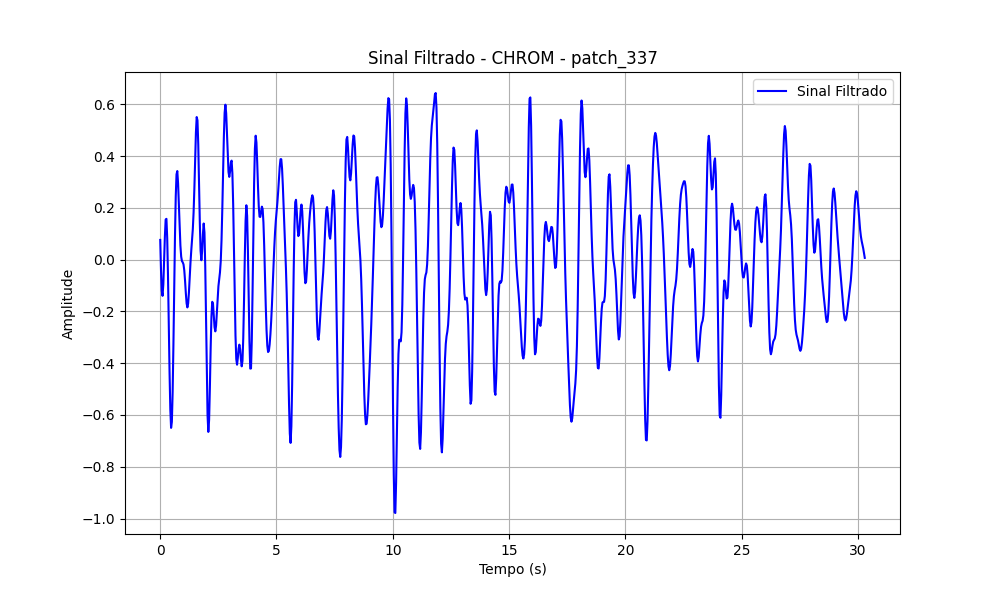 Sinal Filtrado - CHROM - patch_337
Sinal Filtrado
0.6
0.4
0.2
0.0
−0.2
−0.4
−0.6
−0.8
−1.0
Amplitude
0 5 10 15 20 25 30
Tempo (s)